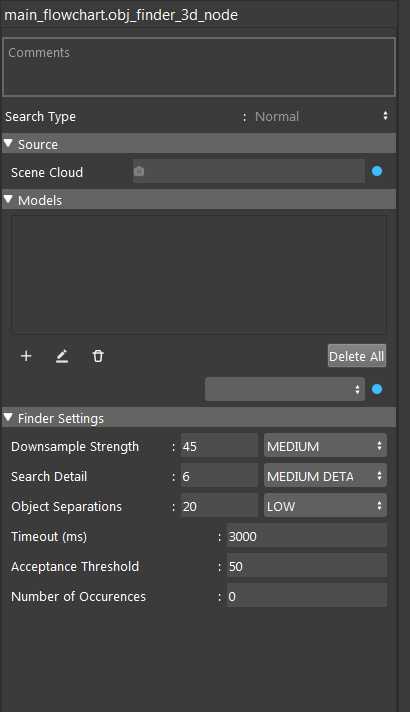 main_flowchart.obj_finder_3d_node
Comments
Search Type : Normal
Source
Scene Cloud
Models
Delete All
Finder Settings
Downsample Strength : 45 MEDIUM
Search Detail : 6 MEDIUM DETA
Object Separations : 20 LOW
Timeout (ms) : 3000
Acceptance Threshold : 50
Number of Occurences : 0